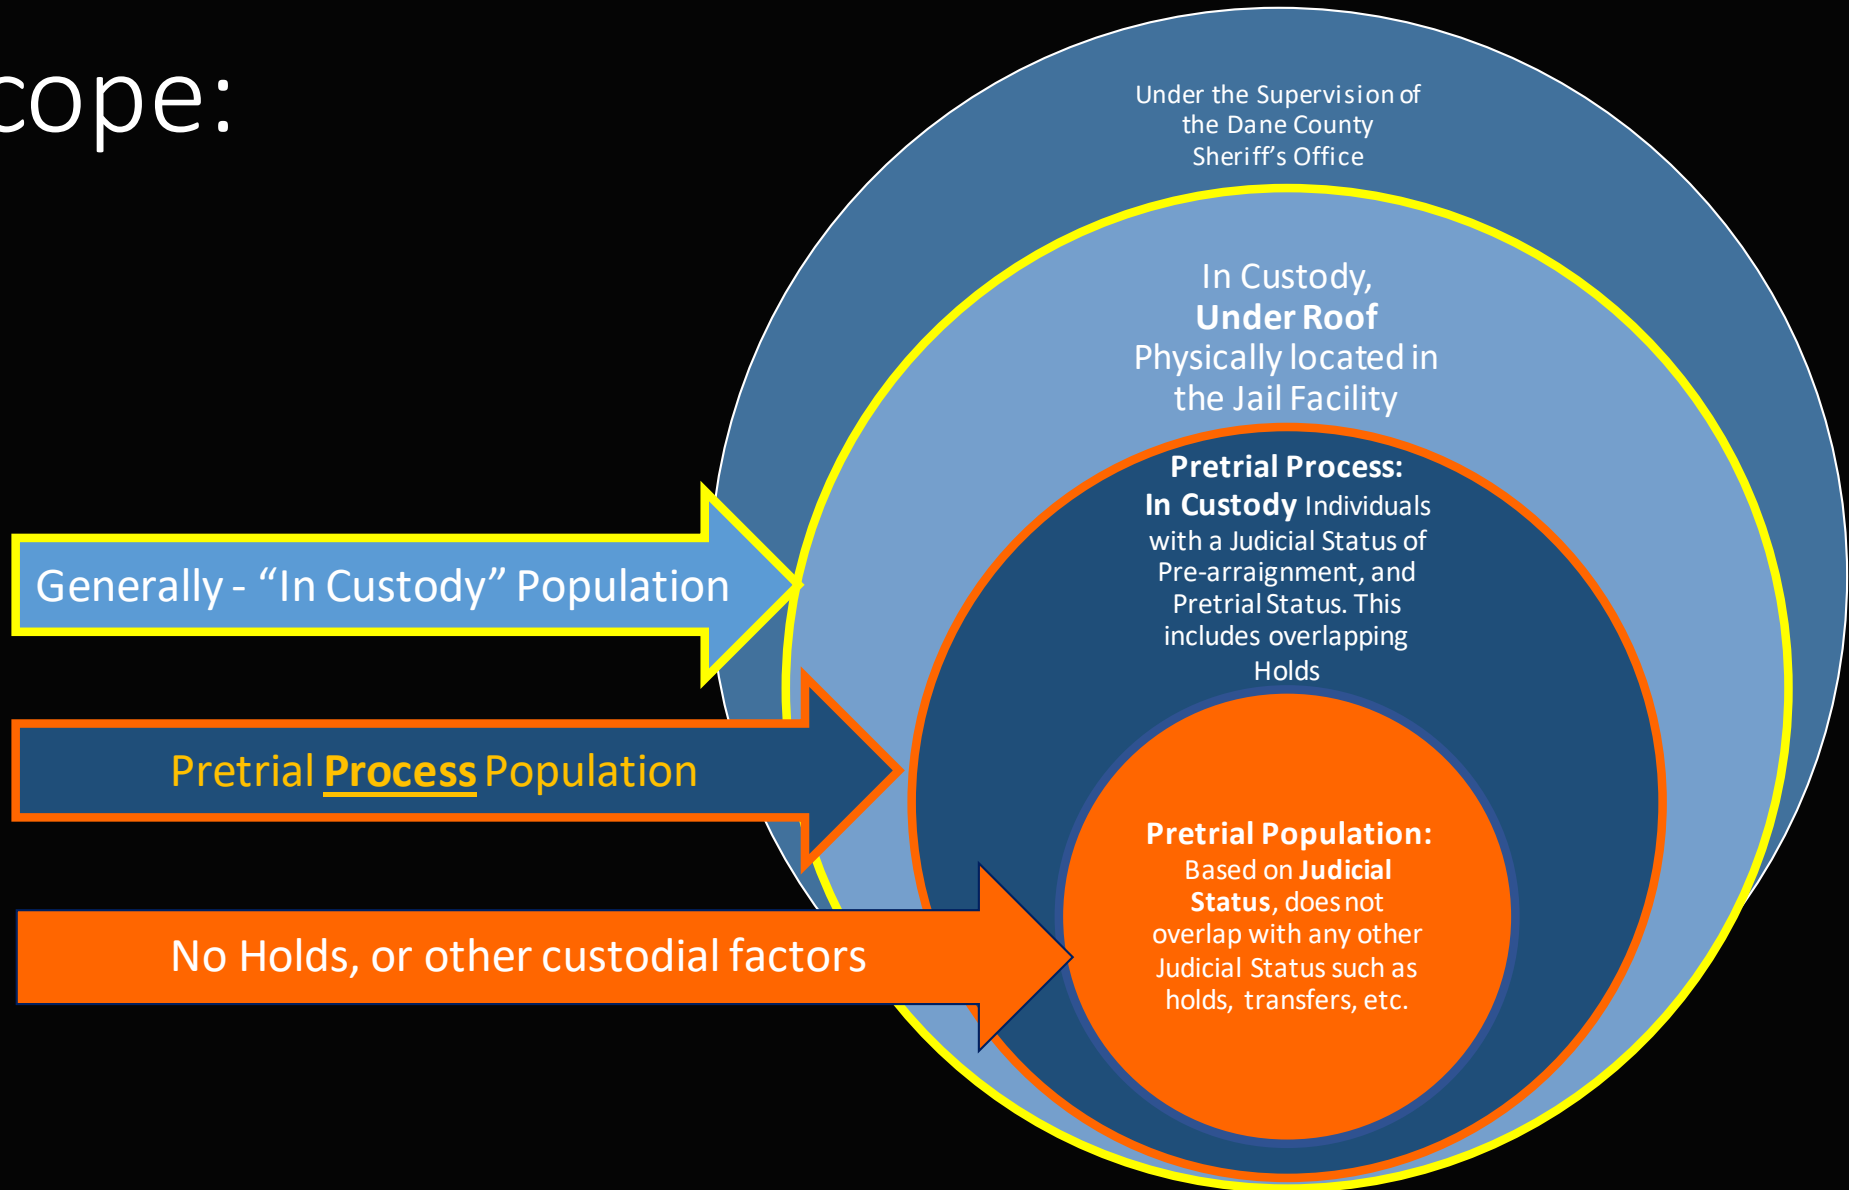 cope:
Under the Supervision of
the Dane County
Sheriff’s Office
In Custody,
Under Roof
Physically located in
the Jail Facility
Pretrial Process:
In Custody Individuals
with a Judicial Status of
Pre-arraignment, and
Pretrial Status. This
includes overlapping
Holds
Generally - “In Custody” Population
Pretrial Process Population
No Holds, or other custodial factors
Pretrial Population:
Based on Judicial
Status, does not
overlap with any other
Judicial Status such as
holds, transfers, etc.